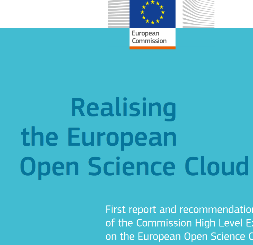 European
Commission
Realising
the European
Open Science Cloud
First report and recommendation
of the Commission High Level E
on the European Open Science C